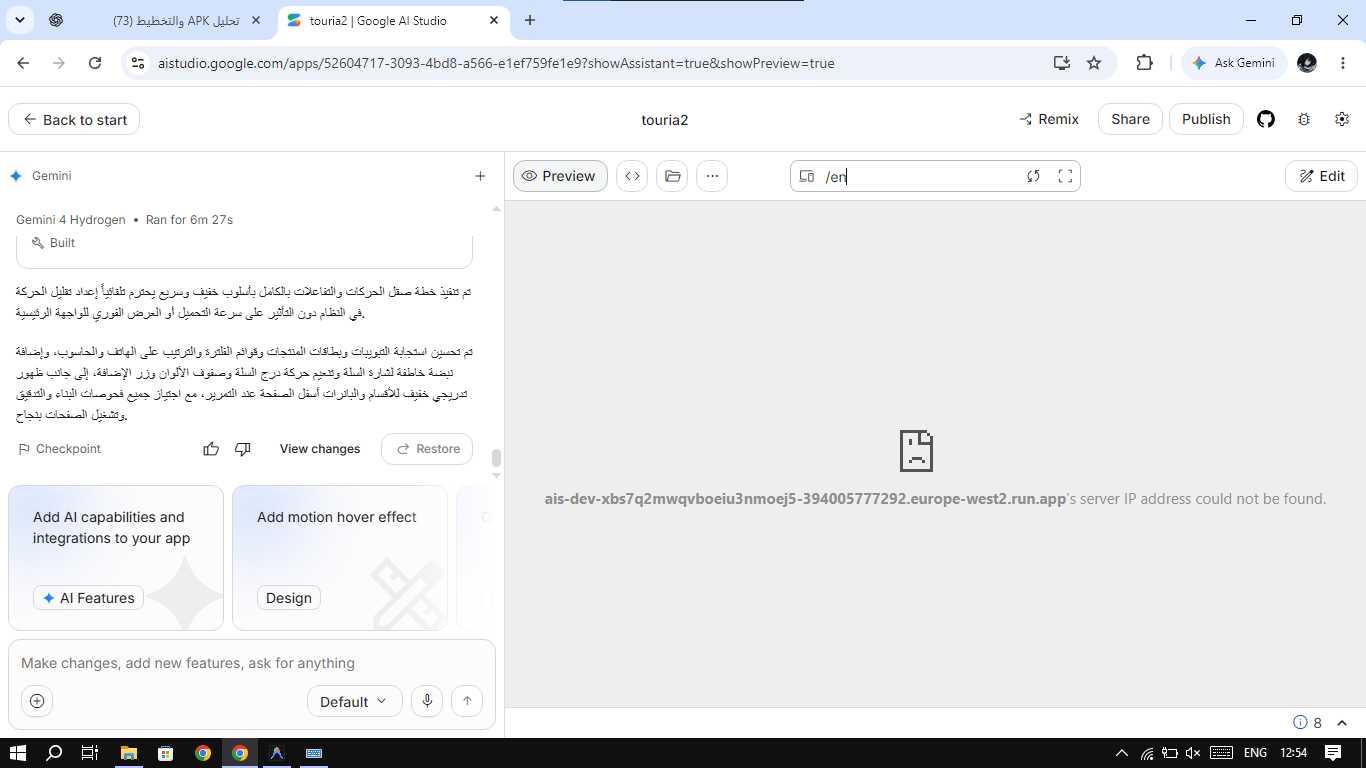 تحليل APK والتخطيط (73)
touria2 | Google AI Studio
aistudio.google.com/apps/52604717-3093-4bd8-a566-e1ef759fe1e9?showAssistant=true&showPreview=true
Ask Gemini
Back to start
touria2
Remix
Share
Publish
Gemini
Preview
/en
Edit
Gemini 4 Hydrogen • Ran for 6m 27s
Built
تم تنفيذ خطة صقل الحركات والتفاعلات بالكامل بأسلوب خفيف وسريع يحترم تلقائياً إعداد تقليل الحركة
في النظام دون التأثير على سرعة التحميل أو العرض الفوري للواجهة الرئيسية.
تم تحسين استجابة التبويبات وبطاقات المنتجات وقوائم الفلترة والترتيب على الهاتف والحاسوب، وإضافة
نبضة خاطفة لشارة السلة وتنعيم حركة درج السلة وصفوف الألوان وزر الإضافة، إلى جانب ظهور
تدريجي خفيف للأقسام والبانرات أسفل الصفحة عند التمرير، مع اجتياز جميع فحوصات البناء والتدقيق
وتشغيل الصفحات بنجاح.
Checkpoint
View changes
Restore
Add AI capabilities and
integrations to your app
AI Features
Add motion hover effect
Design
ais-dev-xbs7q2mwqvboeiu3nmoej5-394005777292.europe-west2.run.app's server IP address could not be found.
Make changes, add new features, ask for anything
Default
8
ENG
12:54